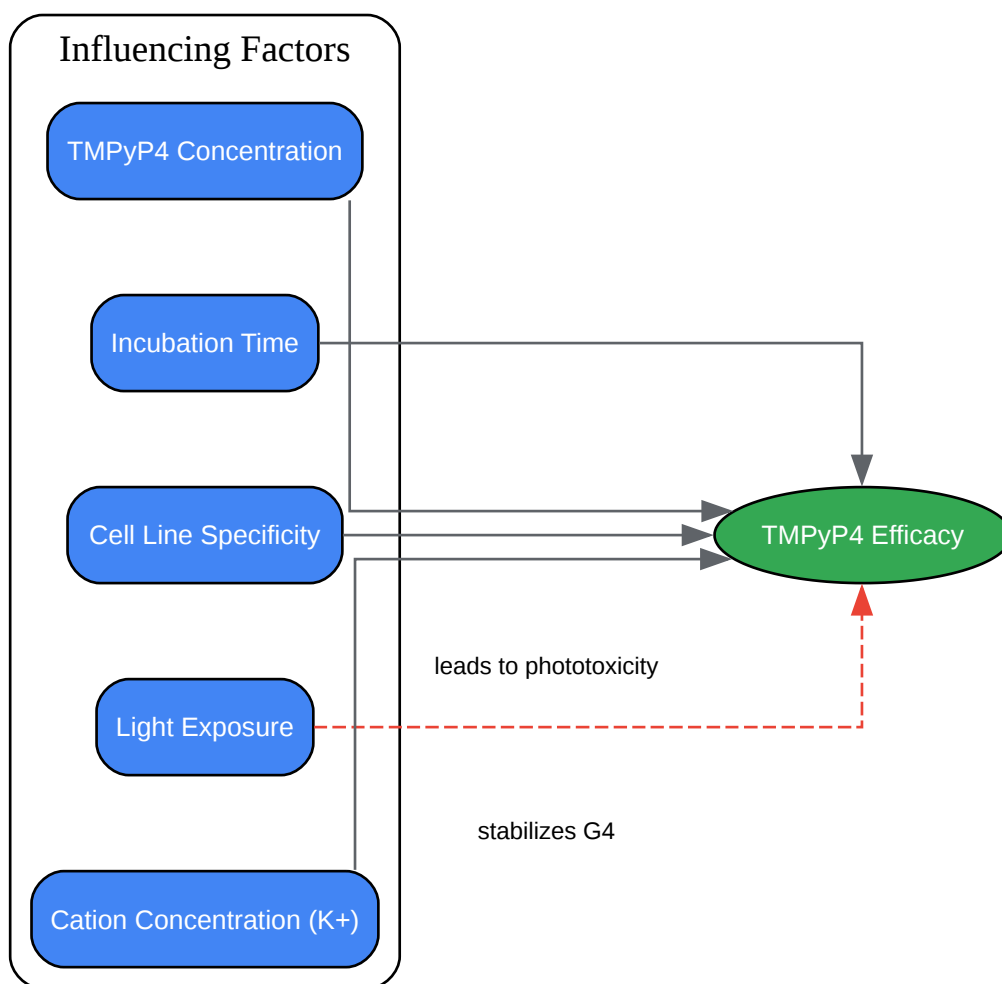 Influencing Factors
TMPyP4 Concentration
Incubation Time
Cell Line Specificity
TMPyP4 Efficacy
leads to phototoxicity
Light Exposure
stabilizes G4
Cation Concentration (K+)